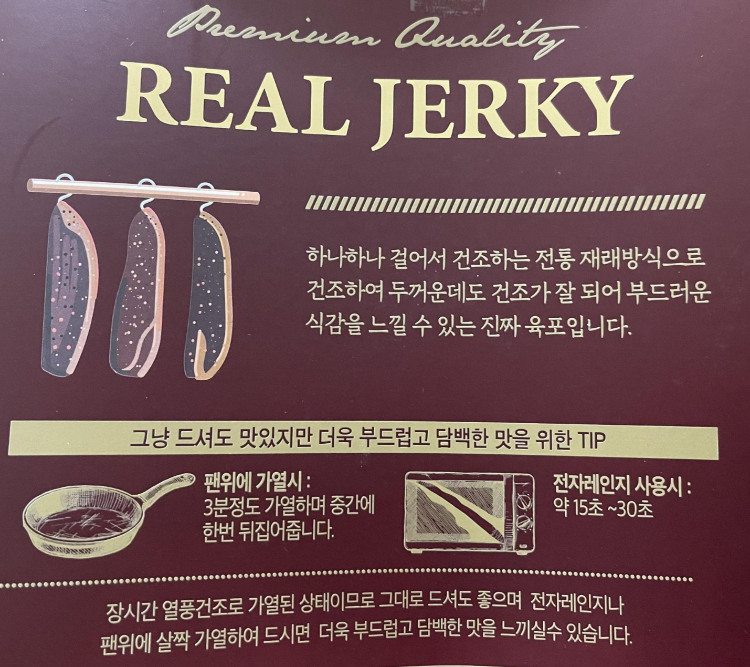 Premium Quality
REAL JERKY
하나하나 걸어서 건조하는 전통 재래방식으로
건조하여 두꺼운데도 건조가 잘 되어 부드러운
식감을 느낄 수 있는 진짜 육포입니다.
그냥 드셔도 맛있지만 더욱 부드럽고 담백한 맛을 위한 TIP
팬위에 가열시 :
3분정도 가열하며 중간에
한번 뒤집어줍니다.
전자레인지 사용시 :
약 15초 ~30초
장시간 열풍건조로 가열된 상태이므로 그대로 드셔도 좋으며 전자레인지나
팬위에 살짝 가열하여 드시면 더욱 부드럽고 담백한 맛을 느끼실수 있습니다.